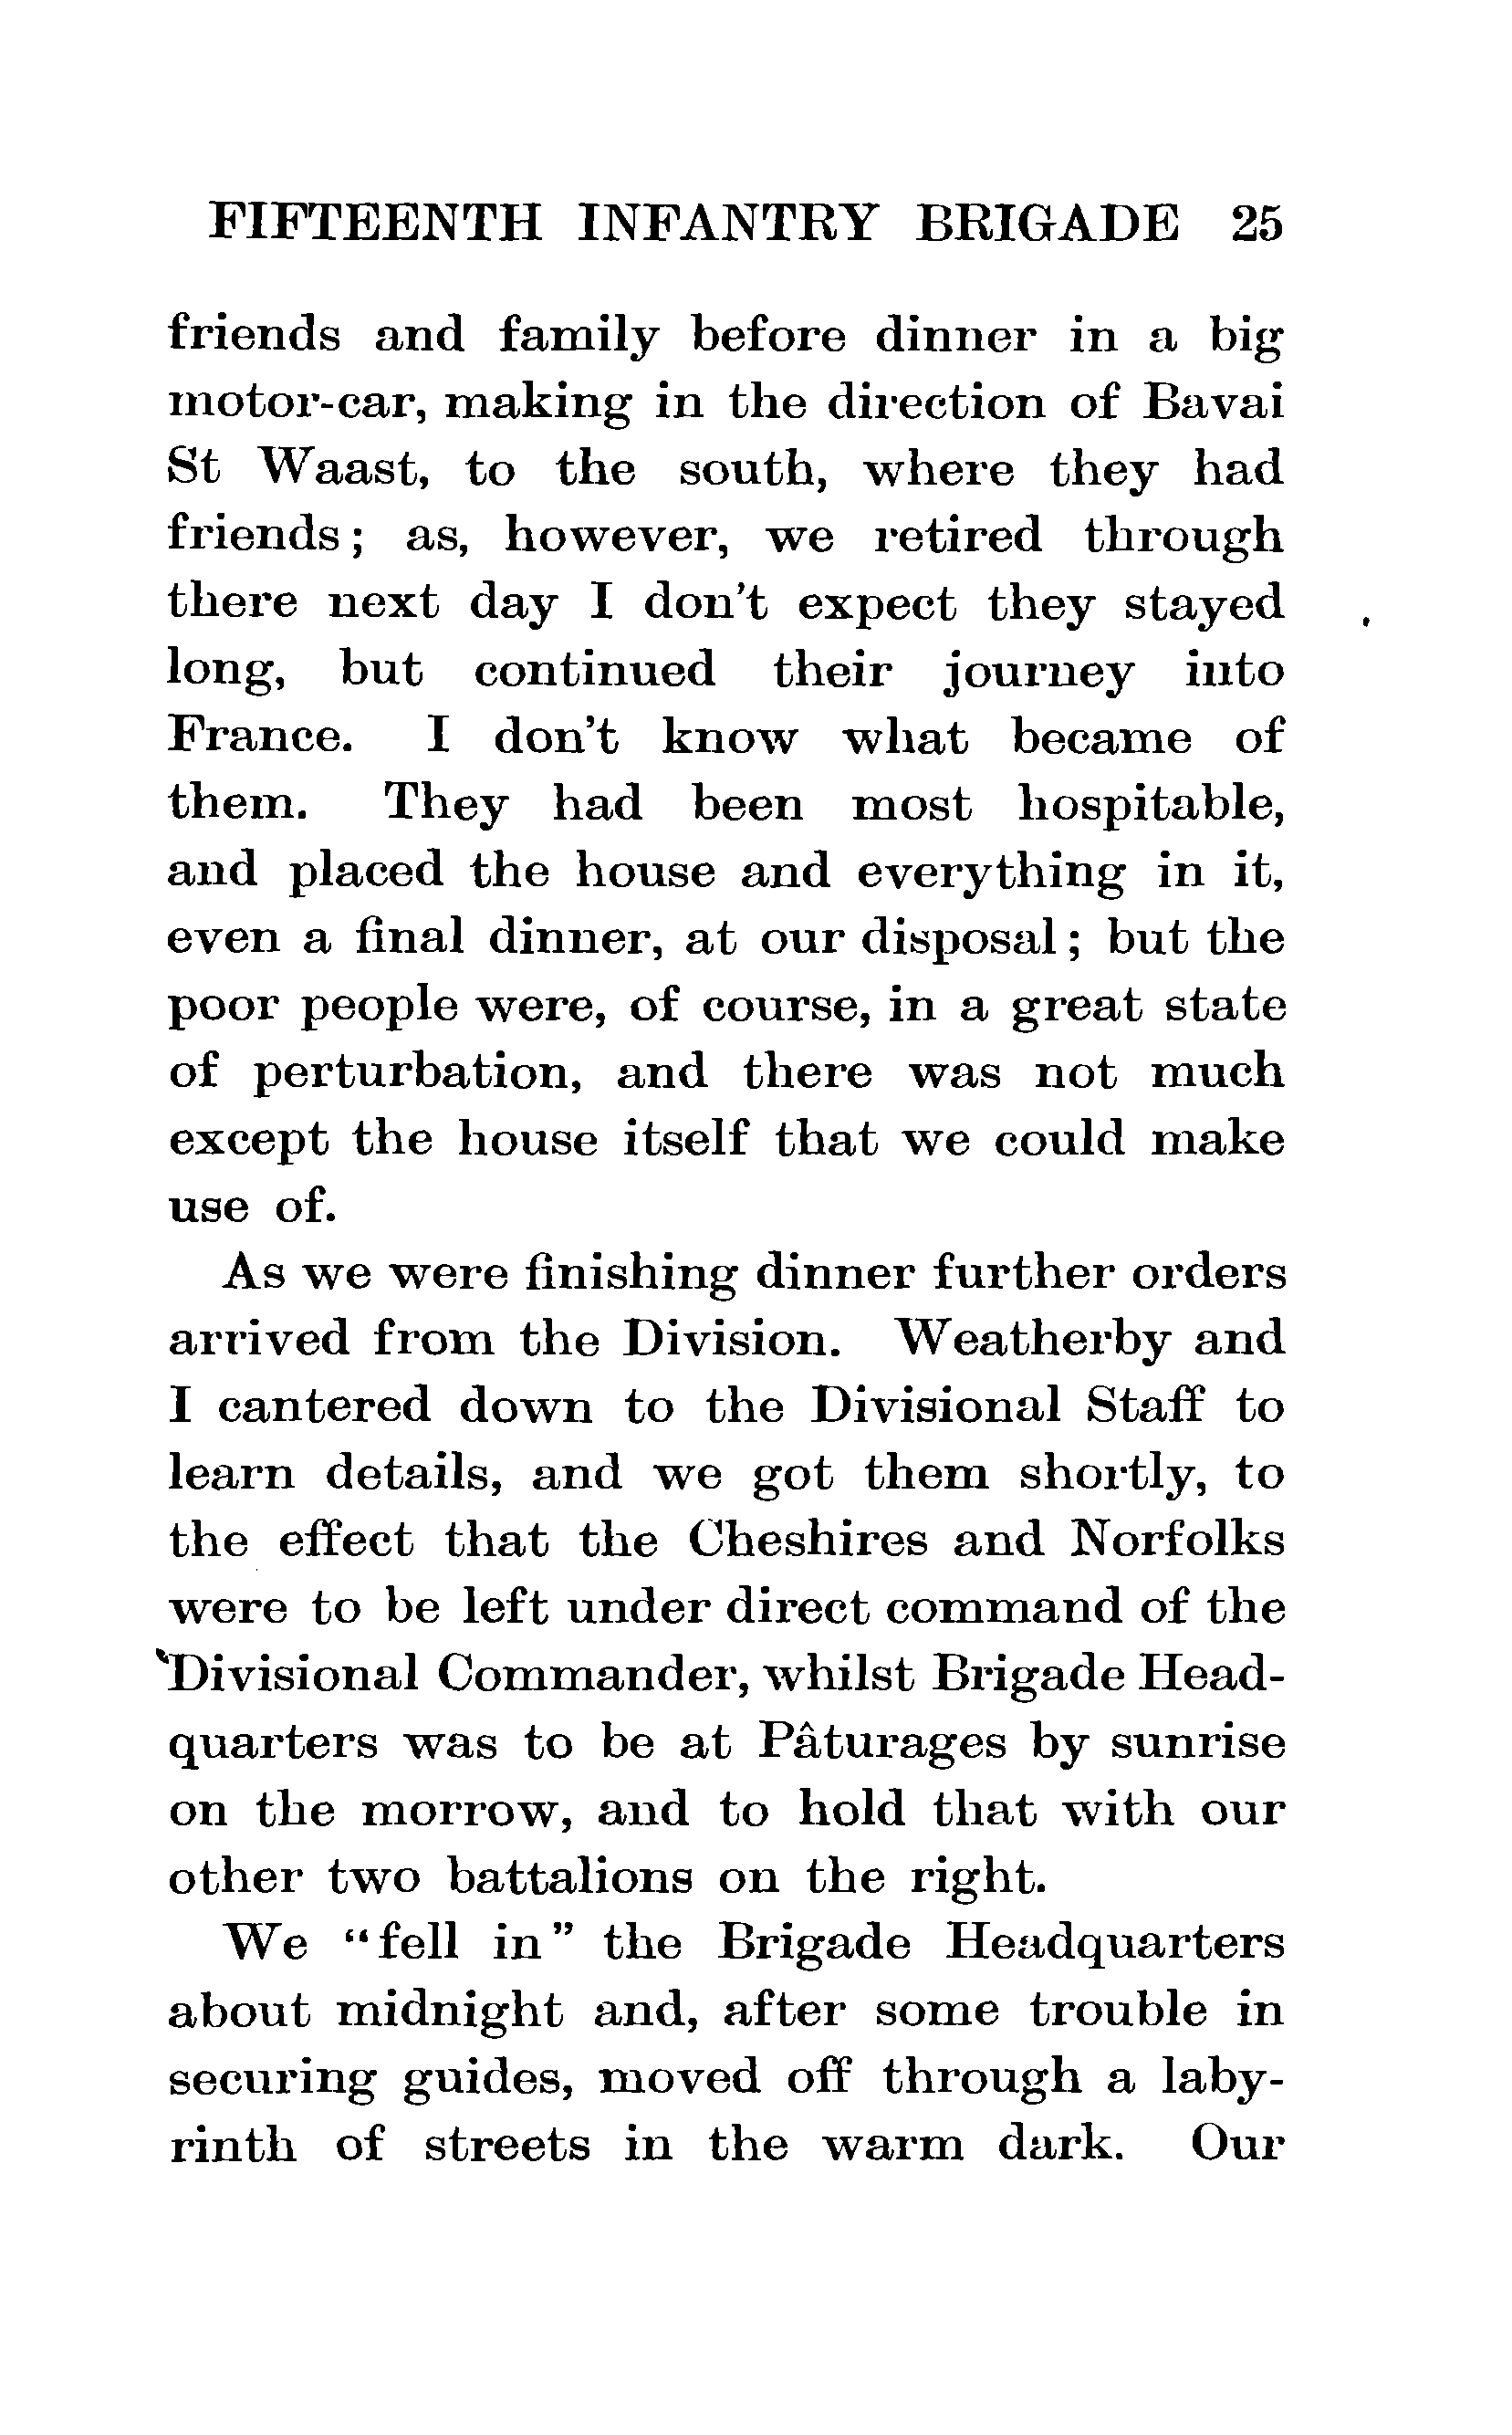 FIFTEENTH INFANTRY BRIGADE 25
friends and family before dinner in a big
motor-car, making in the direction of Bavai
St Waast, to the south, where they had
friends; as, however, we retired through
there next day I don't expect they stayed
long, but continued their journey into
France. I don't know what became of
them. They had been most hospitable,
and placed the house and everything in it,
even a final dinner, at our disposal; but the
poor people were, of course, in a great state
of perturbation, and there was not much
except the house itself that we could make
use of.
As we were finishing dinner further orders
arrived from the Division. Weatherby and
I cantered down to the Divisional Staff to
learn details, and we got them shortly, to
the effect that the Cheshires and Norfolks
were to be left under direct command of the
Divisional Commander, whilst Brigade Head-
quarters was to be at Pâturages by sunrise
on the morrow, and to hold that with our
other two battalions on the right.
We "fell in" the Brigade Headquarters
about midnight and, after some trouble in
securing guides, moved off through a laby-
rinth of streets in the warm dark. Our